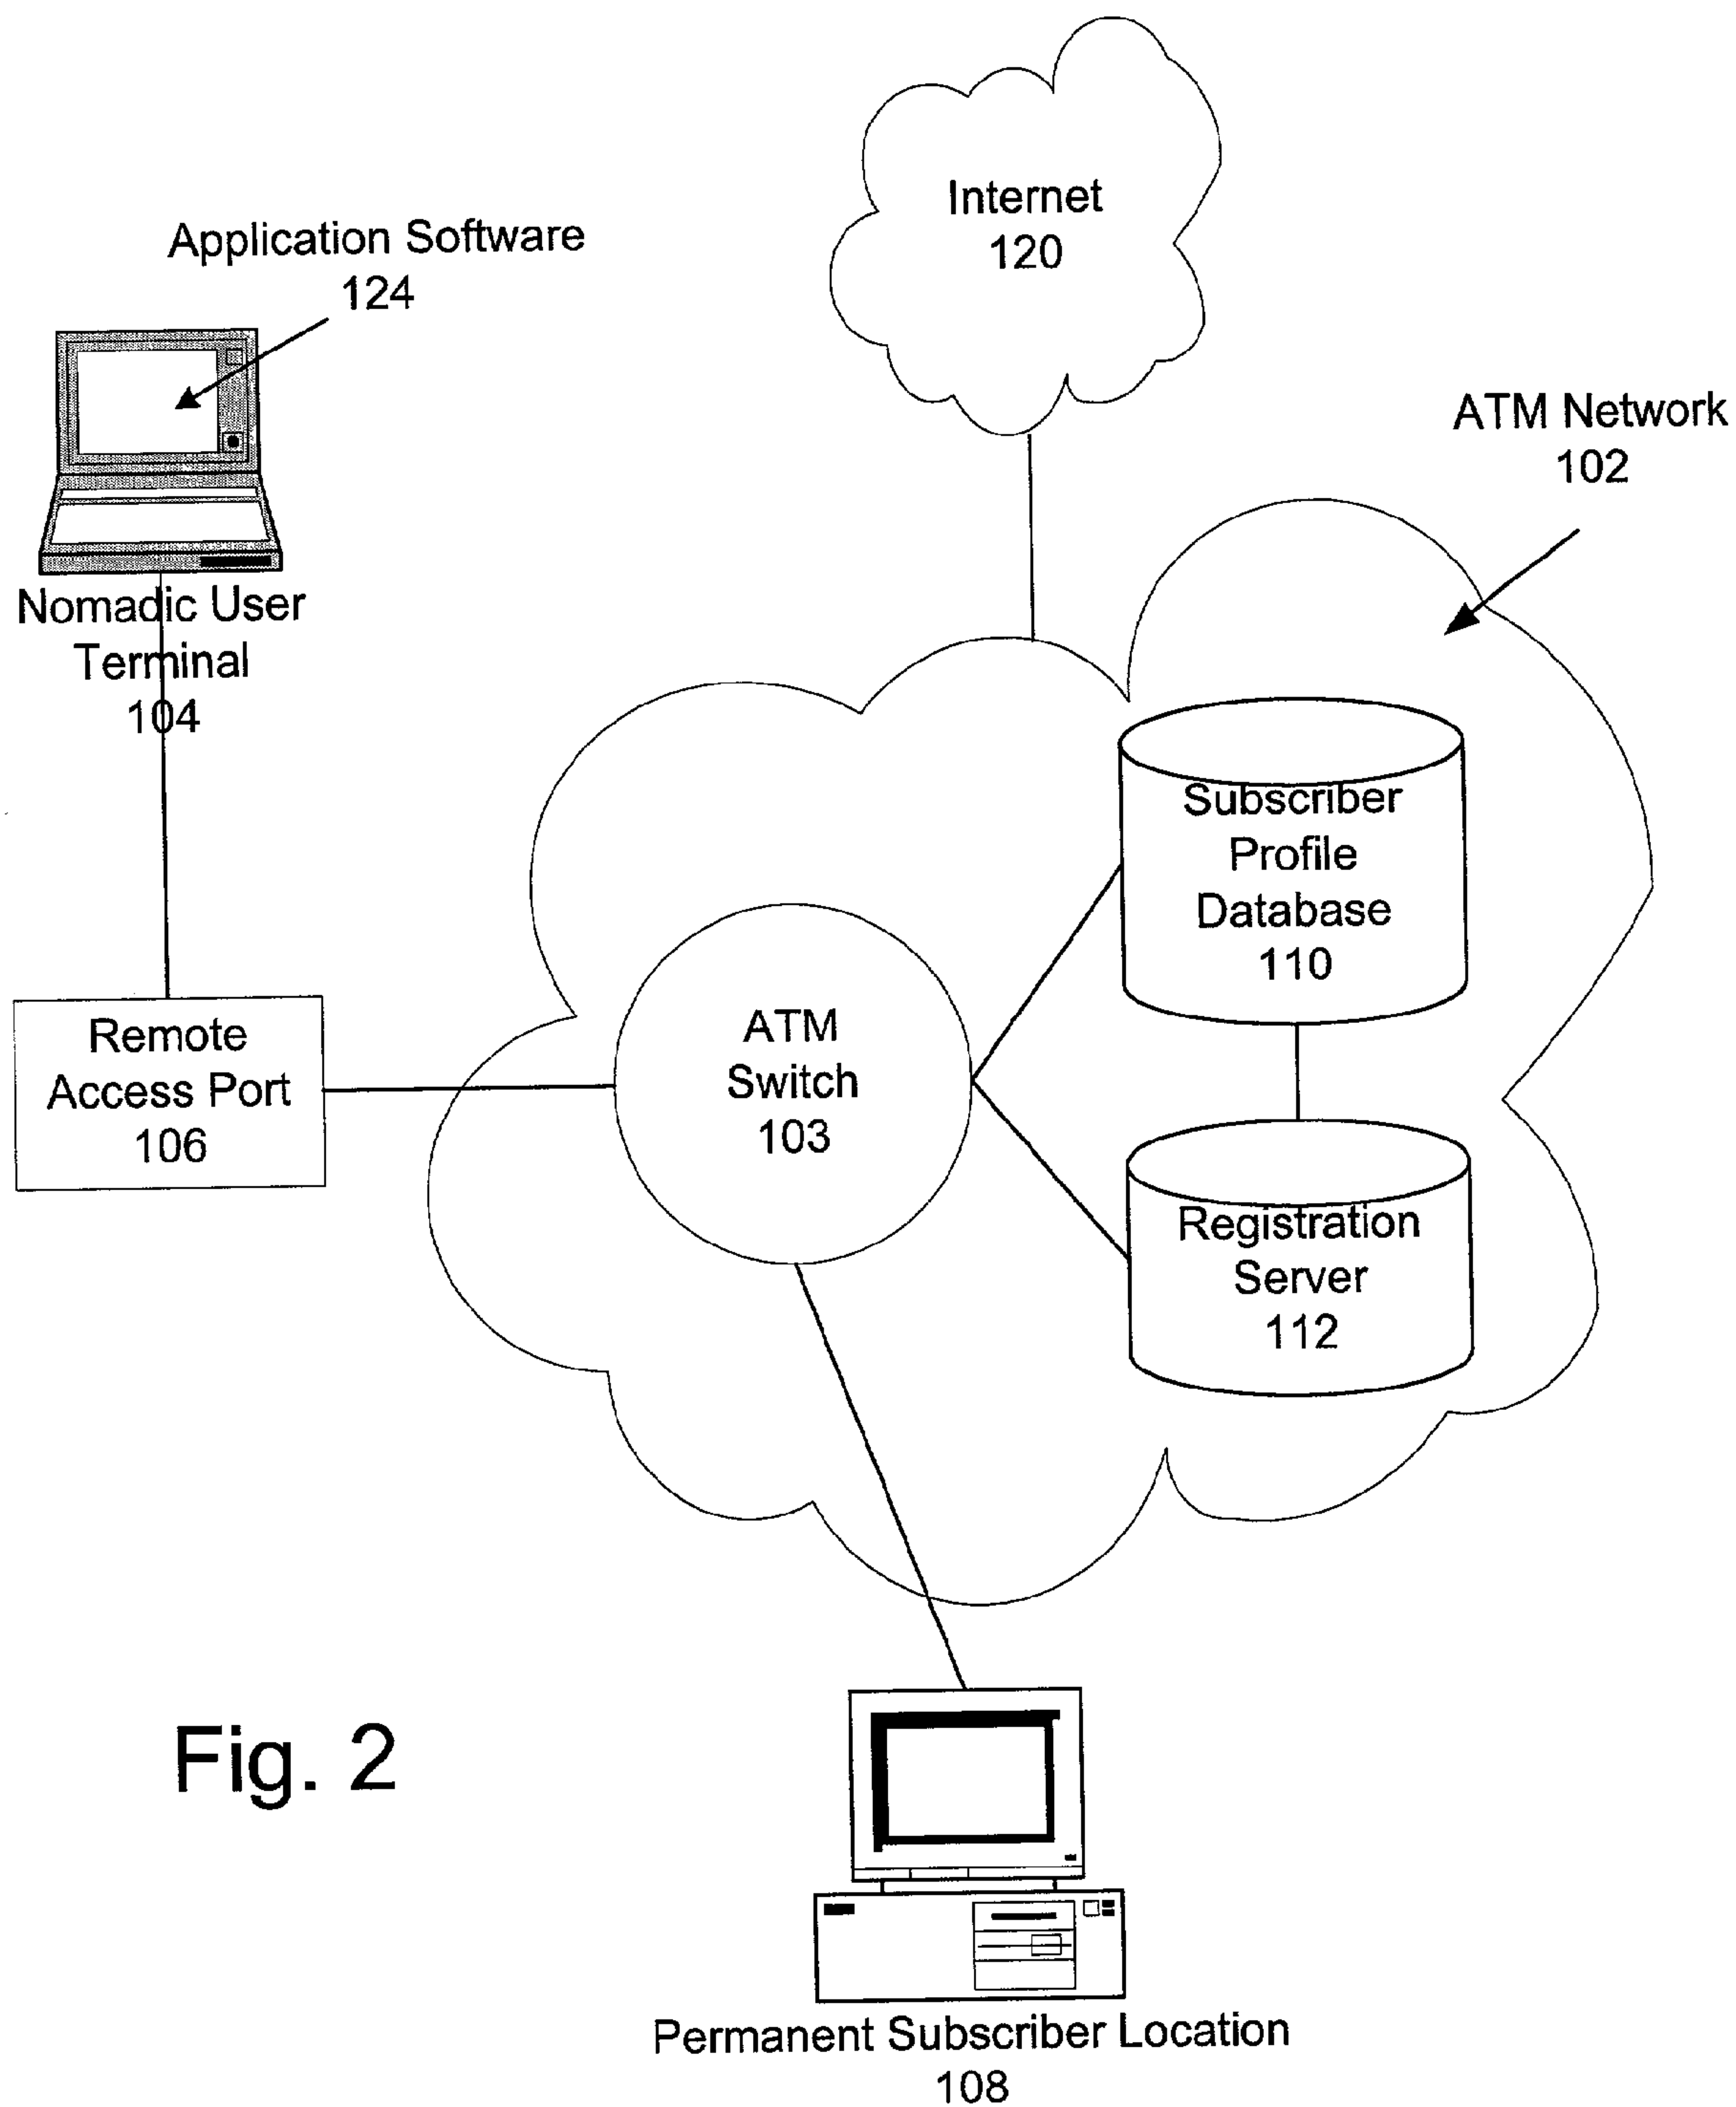 Internet
120
Application Software
124
ATM Network
102
Nomadic User
Terminal
104
Subscriber
Profile
Database
110
ATM
Switch
103
Remote
Access Port
106
Registration
Server
112
Fig. 2
Permanent Subscriber Location
108